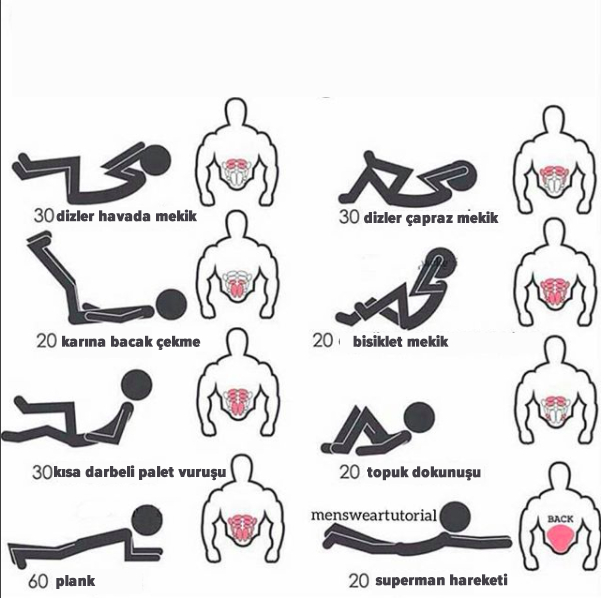 30 dizler havada mekik
30 dizler çapraz mekik
20 karına bacak çekme
20 bisiklet mekik
30 kısa darbeli palet vuruşu
20 topuk dokunuşu
menswear​tutorial
BACK
60 plank
20 superman hareketi